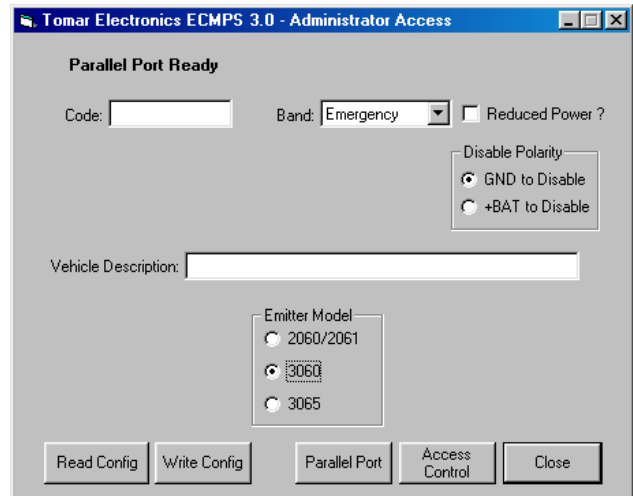 Tomar Electronics ECMPS 3.0 - Administrator Access
Parallel Port Ready
Code:
Band: Emergency
Reduced Power ?
Disable Polarity
GND to Disable
+BAT to Disable
Vehicle Description:
Emitter Model
2060/2061
3060
3065
Read Config
Write Config
Parallel Port
Access
Control
Close